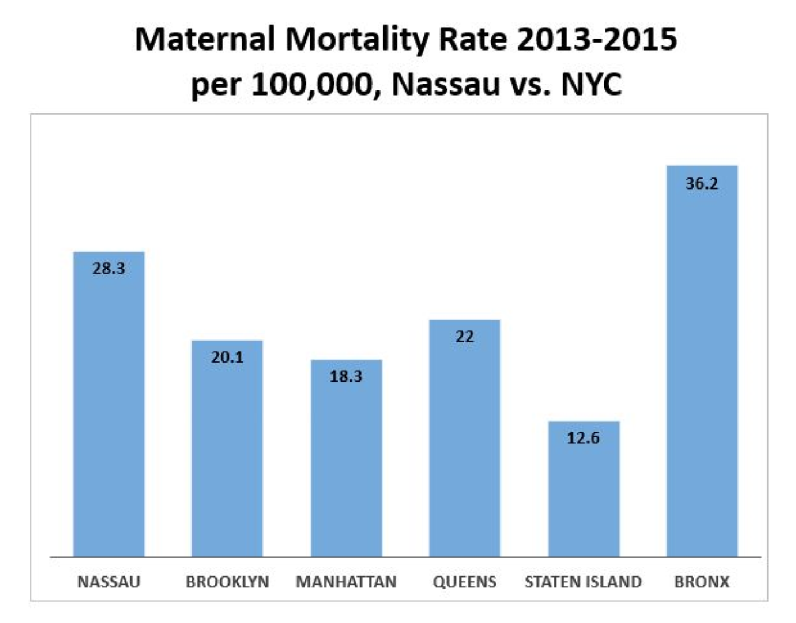 Maternal Mortality Rate 2013-2015
per 100,000, Nassau vs. NYC
36.2
28.3
22
20.1
18.3
12.6
NASSAU BROOKLYN MANHATTAN QUEENS STATEN ISLAND BRONX